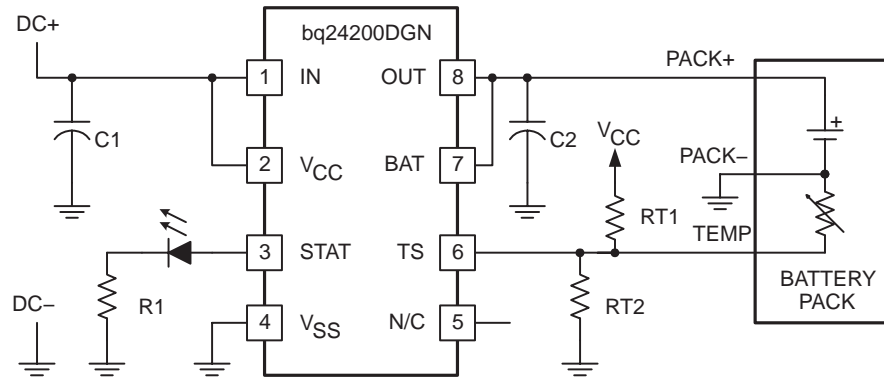 DC+
bq24200DGN
1 IN OUT 8 PACK+
C1 C2 VCC
+
2 VCC BAT 7 PACK–
RT1
3 STAT TS 6 TEMP
DC– R1 RT2 BATTERY
PACK
4 VSS N/C 5